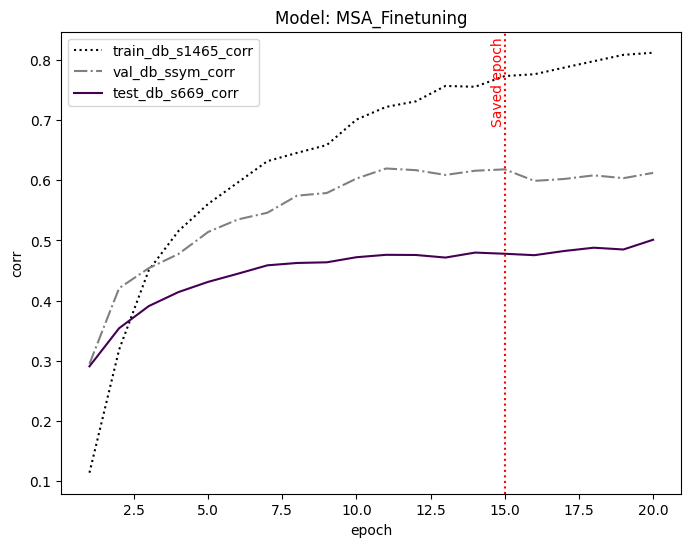 Model: MSA_Finetuning
train_db_s1465_corr
val_db_ssym_corr
test_db_s669_corr
Saved epoch
corr
0.8
0.7
0.6
0.5
0.4
0.3
0.2
0.1
2.5 5.0 7.5 10.0 12.5 15.0 17.5 20.0
epoch